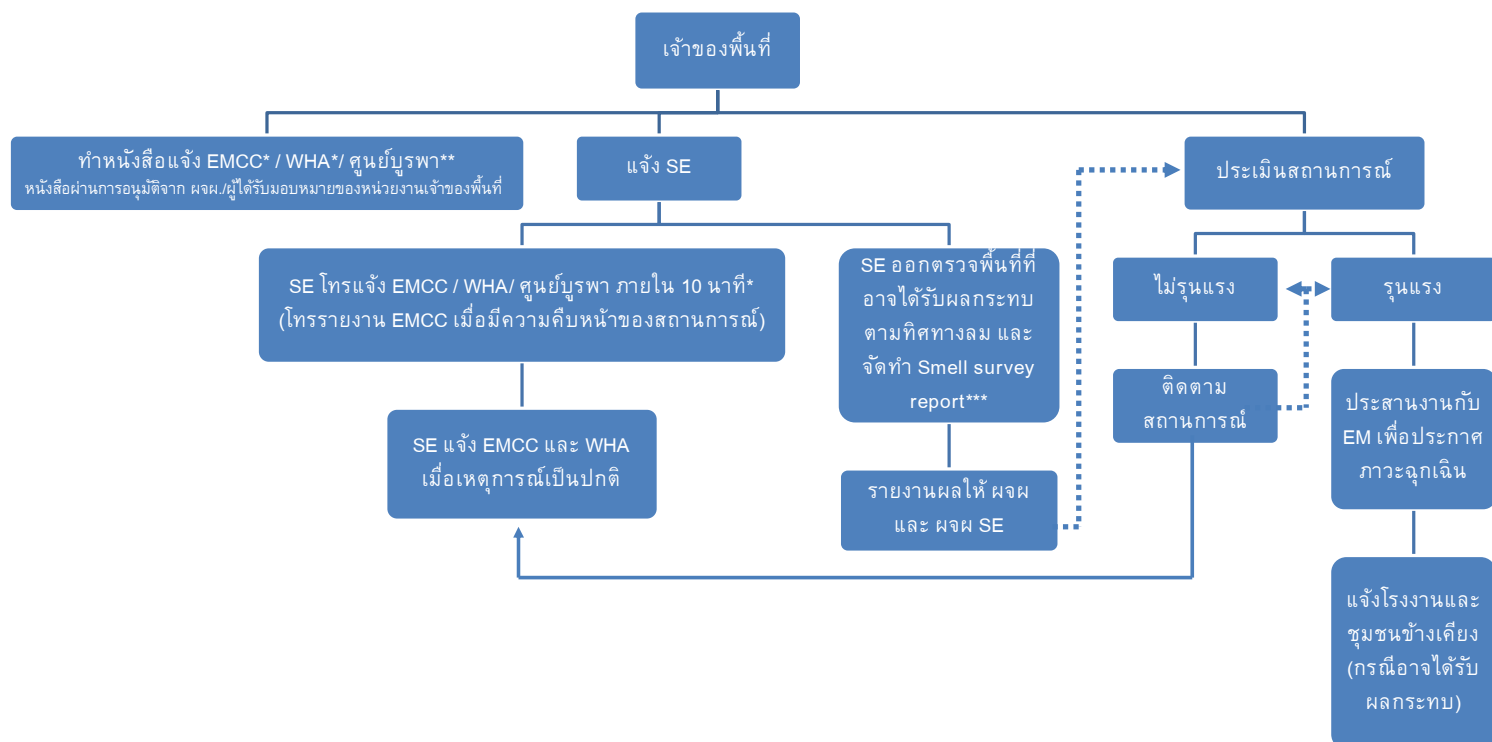 เจ้าของพื้นที่
ทำหนังสือแจ้ง EMCC* / WHA*/ ศูนย์บูรพา**
หนังสือผ่านการอนุมัติจาก ผจผ./ผู้ได้รับมอบหมายของหน่วยงานเจ้าของพื้นที่
แจ้ง SE
ประเมินสถานการณ์
SE โทรแจ้ง EMCC / WHA/ ศูนย์บูรพา ภายใน 10 นาที*
(โทรรายงาน EMCC เมื่อมีความคืบหน้าของสถานการณ์)
SE ออกตรวจพื้นที่ที่
อาจได้รับผลกระทบ
ตามทิศทางลม และ
จัดทำ Smell survey
report***
ไม่รุนแรง
รุนแรง
ติดตาม
สถานการณ์
ประสานงานกับ
EM เพื่อประกาศ
ภาวะฉุกเฉิน
SE แจ้ง EMCC และ WHA
เมื่อเหตุการณ์เป็นปกติ
รายงานผลให้ ผจผ
และ ผจผ SE
แจ้งโรงงานและ
ชุมชนข้างเคียง
(กรณีอาจได้รับ
ผลกระทบ)